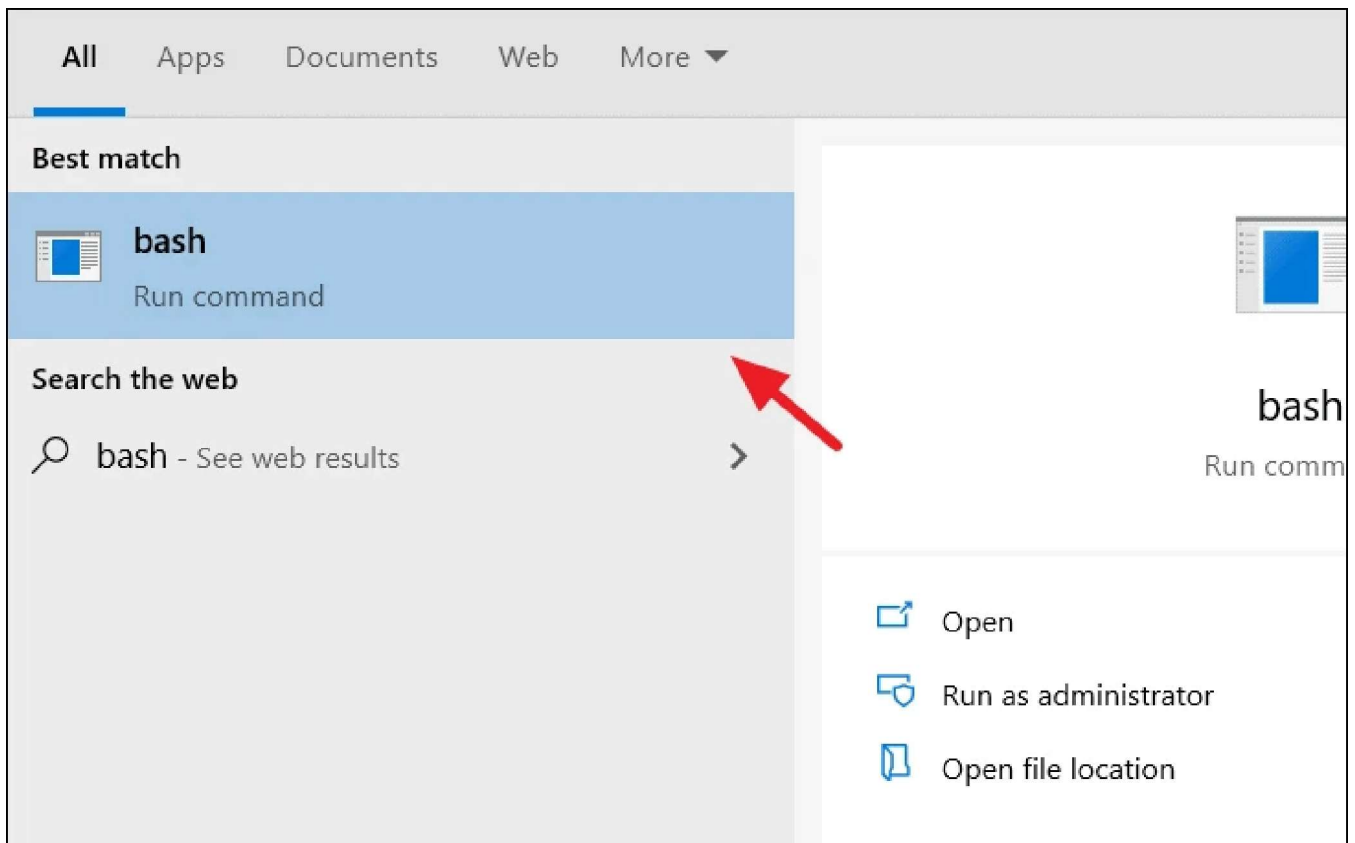 All Apps Documents Web More
Best match
bash
Run command
Search the web
bash - See web results
bash
Run comm
Open
Run as administrator
Open file location